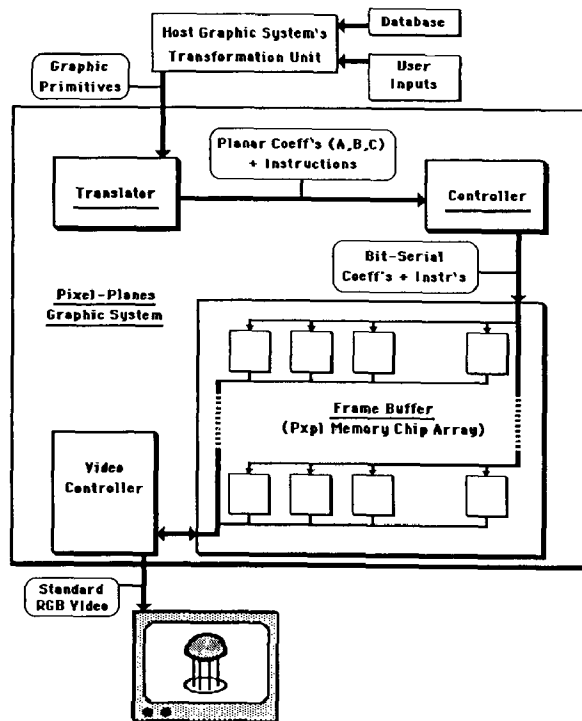 Host Graphic System's
Transformation Unit
Database
User
Inputs
Graphic
Primitives
Planar Coeff's (A,B,C)
+ Instructions
Translator
Controller
Bit-Serial
Coeff's + Instr's
Pixel-Planes
Graphic System
Frame Buffer
(Pxpl Memory Chip Array)
Video
Controller
Standard
RGB Video